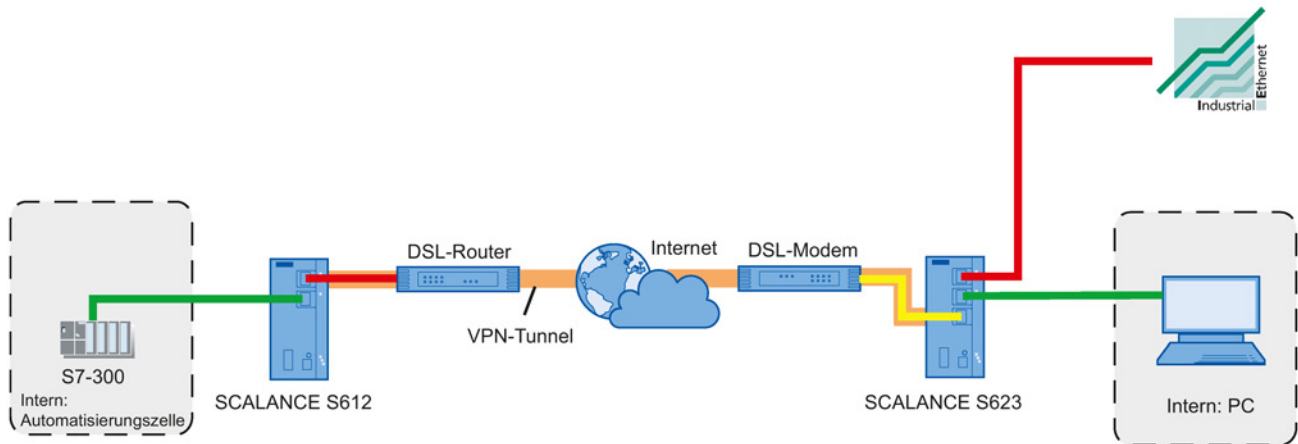 Industrial
Ethernet
DSL-Router
Internet
DSL-Modem
VPN-Tunnel
S7-300
Intern:
Automatisierungszelle
SCALANCE S612
SCALANCE S623
Intern: PC